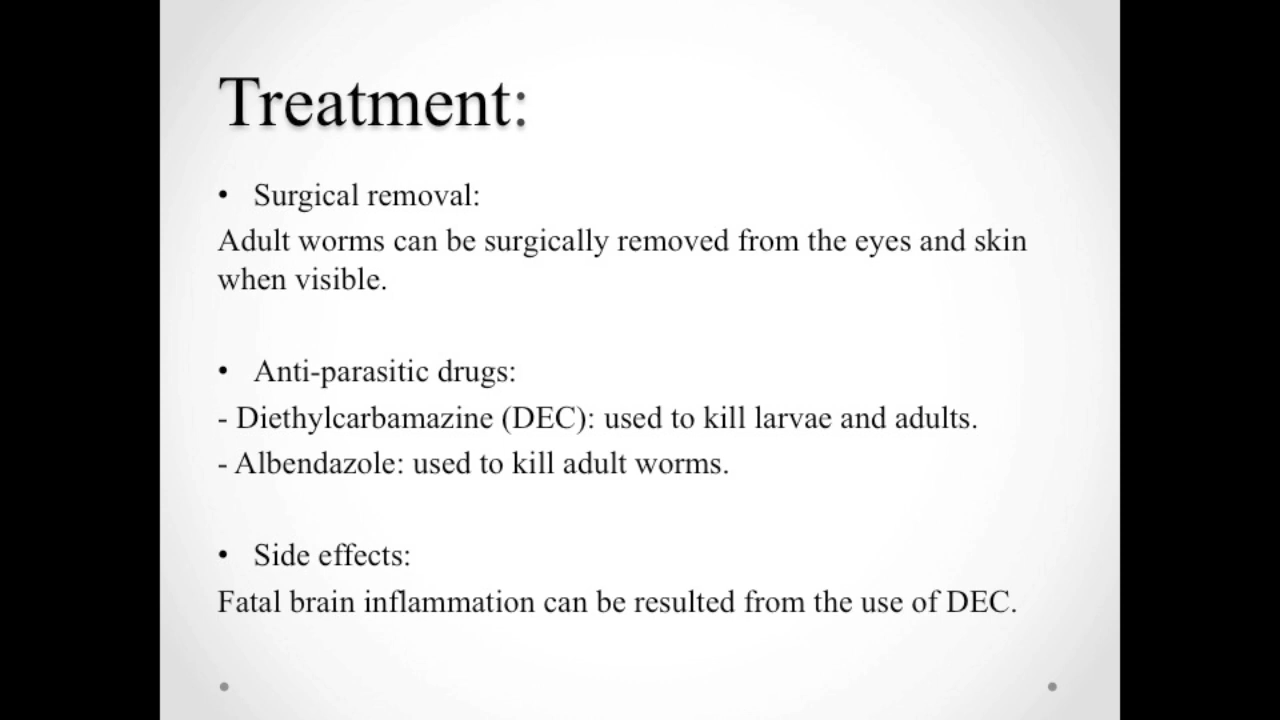 Treatment:
• Surgical removal:
Adult worms can be surgically removed from the eyes and skin
when visible.
• Anti-parasitic drugs:
- Diethylcarbamazine (DEC): used to kill larvae and adults.
- Albendazole: used to kill adult worms.
• Side effects:
Fatal brain inflammation can be resulted from the use of DEC.